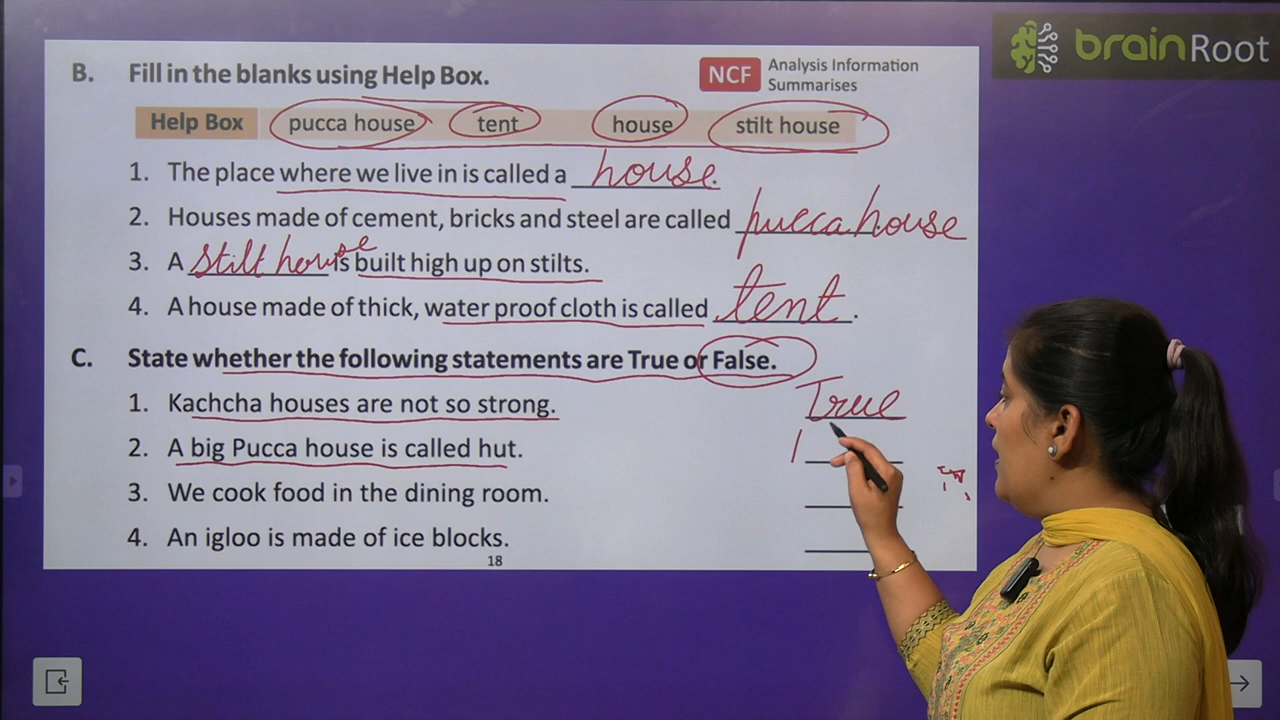 brainRoot
B. Fill in the blanks using Help Box.
NCF Analysis Information
Summarises
Help Box pucca house tent house stilt house
1. The place where we live in is called a house.
2. Houses made of cement, bricks and steel are called pucca house
3. A stilt house is built high up on stilts.
4. A house made of thick, water proof cloth is called tent.
C. State whether the following statements are True or False.
1. Kachcha houses are not so strong. True
2. A big Pucca house is called hut.
3. We cook food in the dining room.
4. An igloo is made of ice blocks.
18